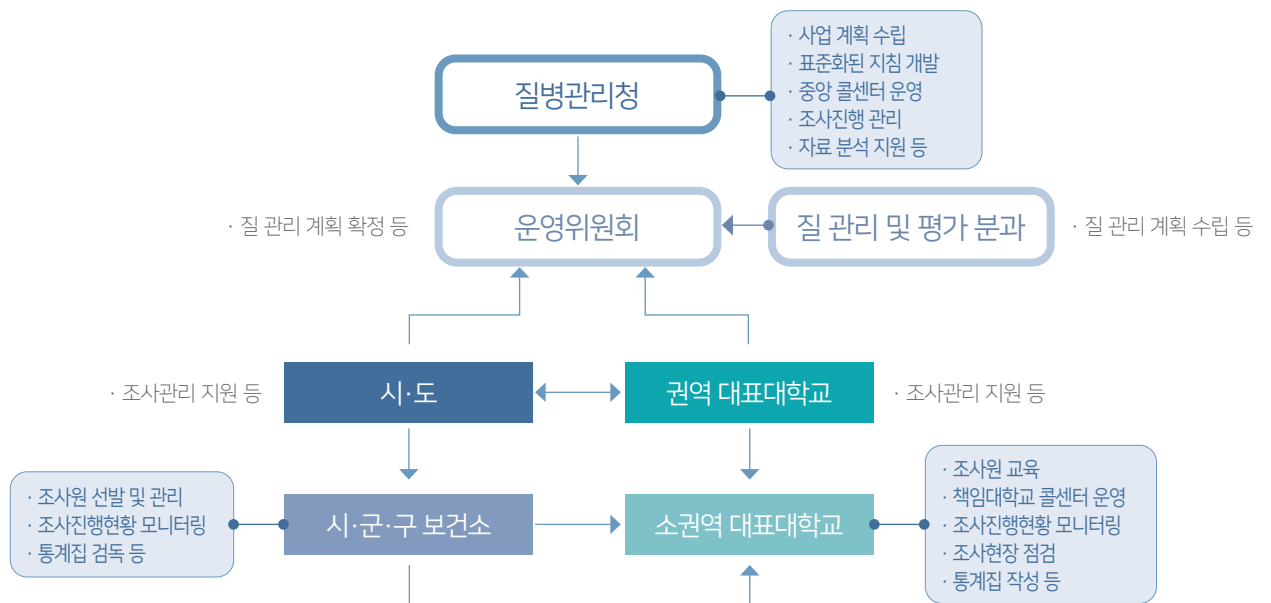 · 사업 계획 수립
· 표준화된 지침 개발
· 중앙 콜센터 운영
· 조사진행 관리
· 자료 분석 지원 등
질병관리청
· 질 관리 계획 확정 등
운영위원회
질 관리 및 평가 분과
· 질 관리 계획 수립 등
· 조사관리 지원 등
시·도
권역 대표대학교
· 조사관리 지원 등
· 조사원 선발 및 관리
· 조사진행현황 모니터링
· 통계집 검독 등
시·군·구 보건소
소권역 대표대학교
· 조사원 교육
· 책임대학교 콜센터 운영
· 조사진행현황 모니터링
· 조사현장 점검
· 통계집 작성 등